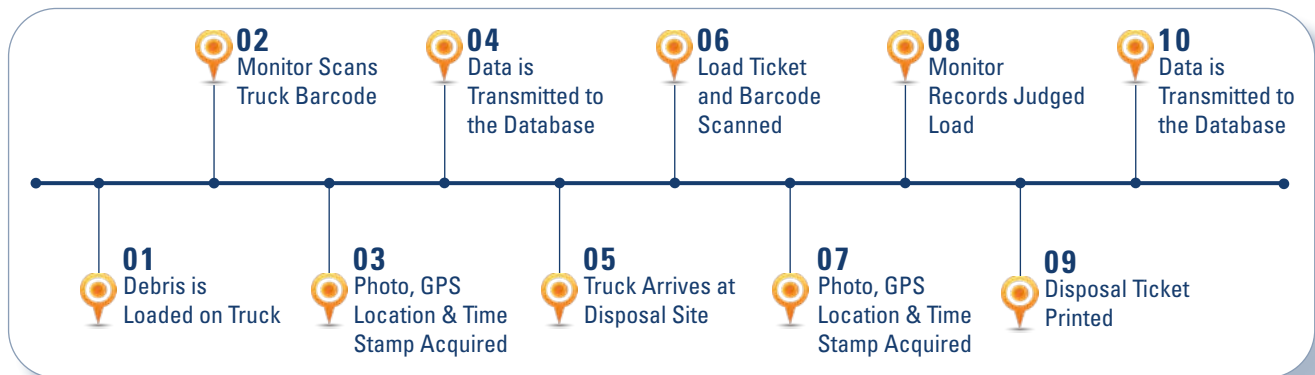 02
Monitor Scans
Truck Barcode
04
Data is
Transmitted to
the Database
06
Load Ticket
and Barcode
Scanned
08
Monitor
Records Judged
Load
10
Data is
Transmitted to
the Database
01
Debris is
Loaded on Truck
03
Photo, GPS
Location & Time
Stamp Acquired
05
Truck Arrives at
Disposal Site
07
Photo, GPS
Location & Time
Stamp Acquired
09
Disposal Ticket
Printed